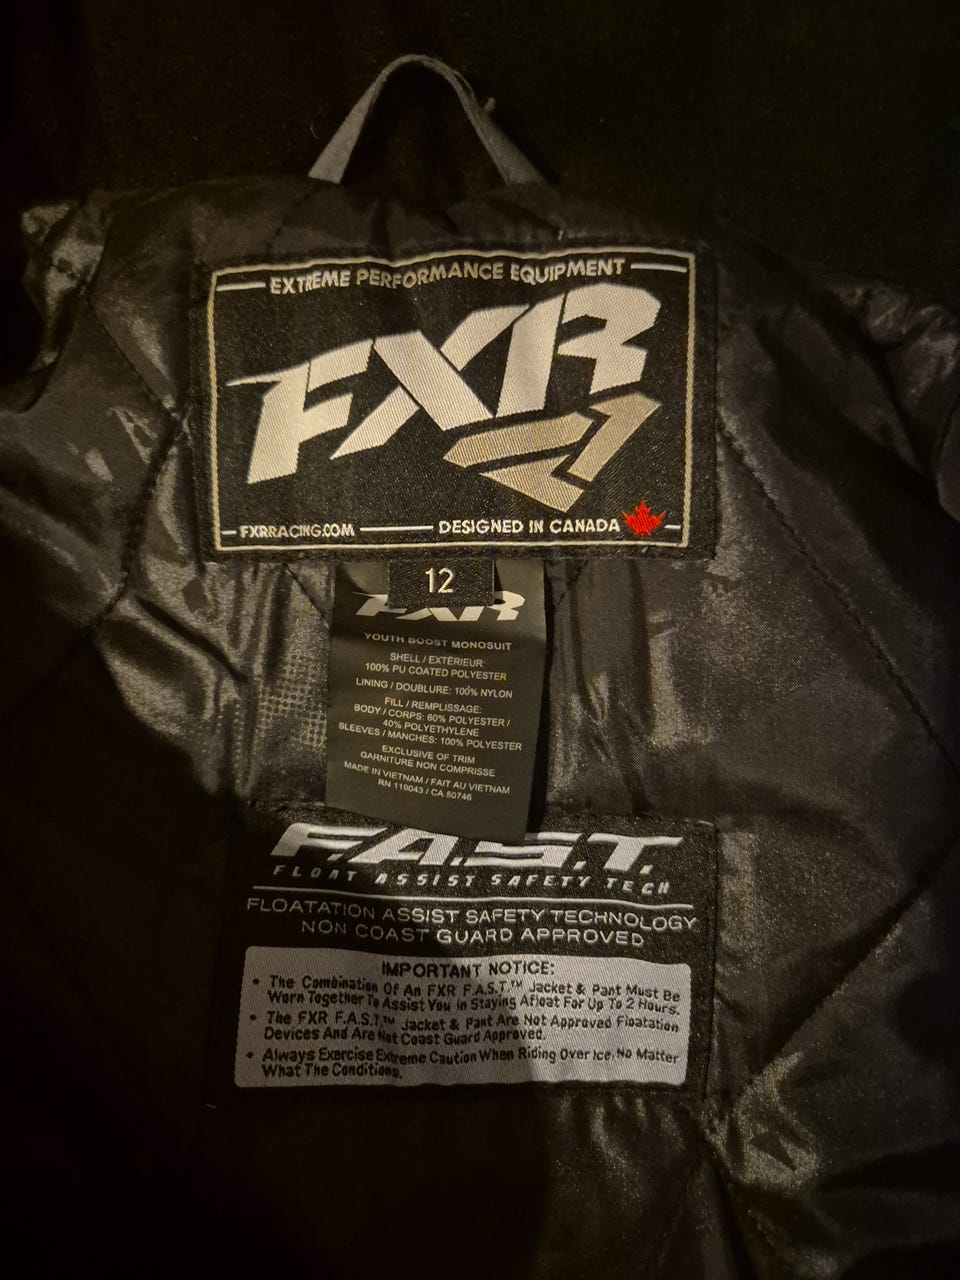 EXTREME PERFORMANCE EQUIPMENT
FXR
FXRRACING.COM DESIGNED IN CANADA
12
FXR
YOUTH BOOST MONOSUIT
SHELL / EXTÉRIEUR:
100% PU COATED POLYESTER
LINING / DOUBLURE: 100% NYLON
FILL / REMPLISSAGE:
BODY / CORPS: 60% POLYESTER /
40% POLYETHYLENE
SLEEVES / MANCHES: 100% POLYESTER
EXCLUSIVE OF TRIM
GARNITURE NON COMPRISE
MADE IN VIETNAM / FAIT AU VIETNAM
RN 119043 / CA 50746
F.A.S.T.
FLOAT ASSIST SAFETY TECH
FLOATATION ASSIST SAFETY TECHNOLOGY
NON COAST GUARD APPROVED
IMPORTANT NOTICE:
• The Combination Of An FXR F.A.S.T.™ Jacket & Pant Must Be
Worn Together To Assist You in Staying Afloat For Up To 2 Hours.
• The FXR F.A.S.T.™ Jacket & Pant Are Not Approved Floatation
Devices And Are Not Coast Guard Approved.
• Always Exercise Extreme Caution When Riding Over Ice, No Matter
What The Conditions.